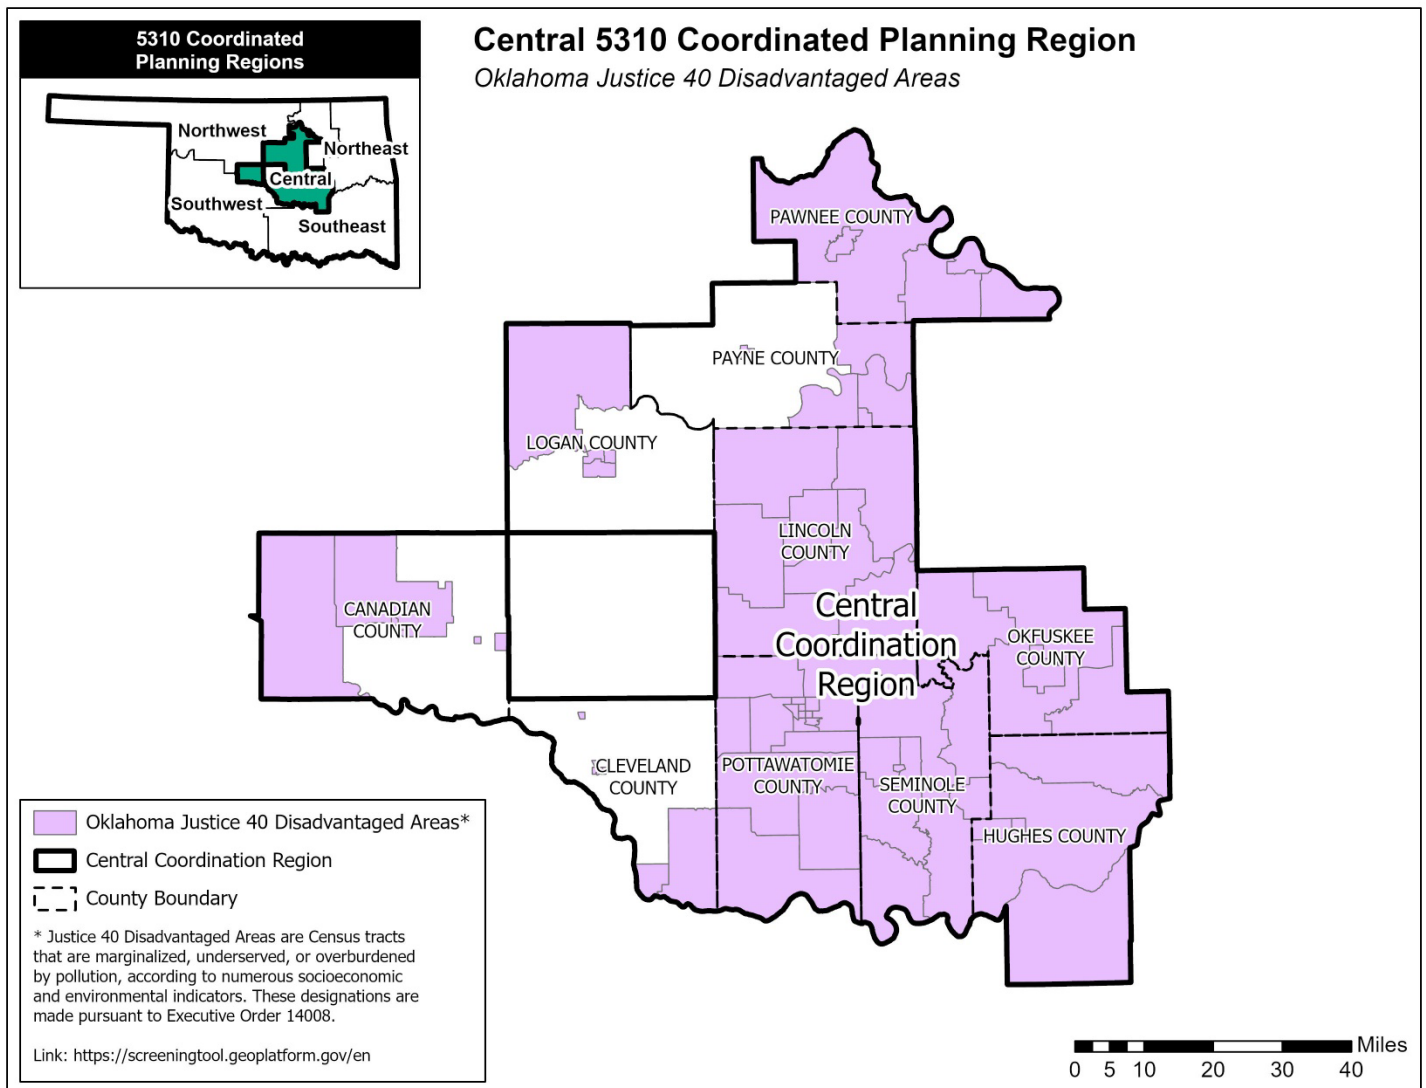 5310 Coordinated
Planning Regions
Northwest
Northeast
Central
Southwest
Southeast
Central 5310 Coordinated Planning Region
Oklahoma Justice 40 Disadvantaged Areas
PAWNEE COUNTY
PAYNE COUNTY
LOGAN COUNTY
LINCOLN
COUNTY
CANADIAN
COUNTY
Central
Coordination
Region
OKFUSKEE
COUNTY
CLEVELAND
COUNTY
POTTAWATOMIE
COUNTY
SEMINOLE
COUNTY
HUGHES COUNTY
Oklahoma Justice 40 Disadvantaged Areas*
Central Coordination Region
County Boundary
* Justice 40 Disadvantaged Areas are Census tracts
that are marginalized, underserved, or overburdened
by pollution, according to numerous socioeconomic
and environmental indicators. These designations are
made pursuant to Executive Order 14008.
Link: https://screeningtool.geoplatform.gov/en
Miles
0 5 10 20 30 40